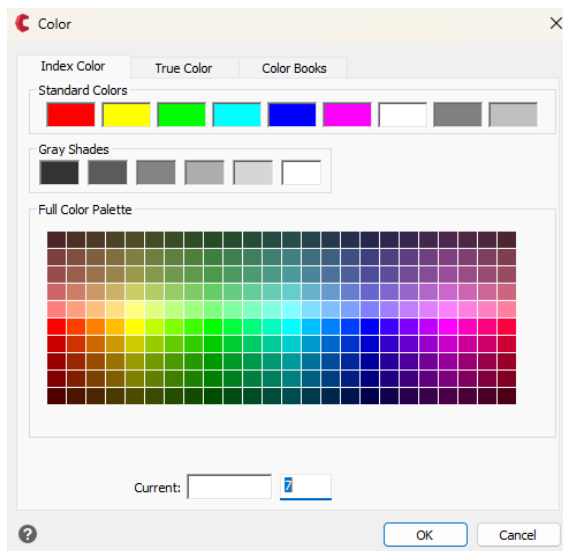 Color
Index Color True Color Color Books
Standard Colors
Gray Shades
Full Color Palette
Current: 7
? OK Cancel